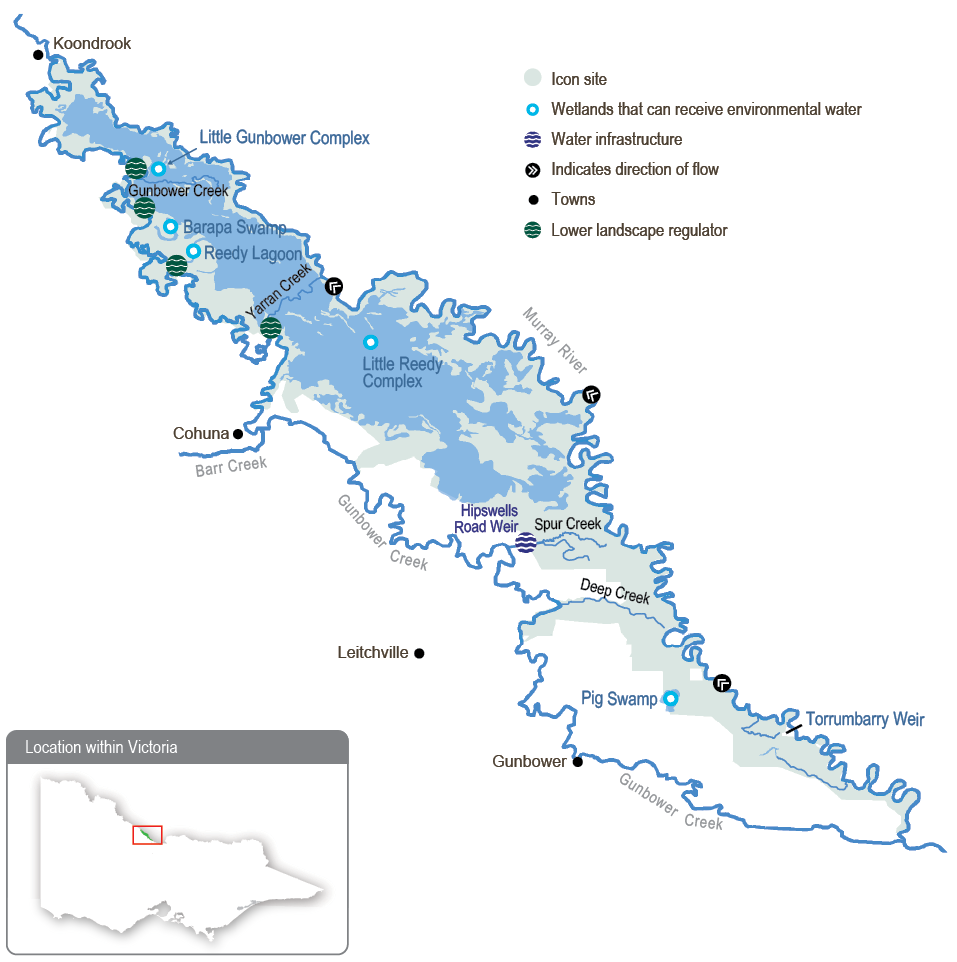 Koondrook
Icon site
Wetlands that can receive environmental water
Water infrastructure
Indicates direction of flow
Towns
Lower landscape regulator
Little Gunbower Complex
Gunbower Creek
Barapa Swamp
Reedy Lagoon
Yarran Creek
Murray River
Little Reedy
Complex
Cohuna
Barr Creek
Gunbower Creek
Hipswells
Road Weir
Spur Creek
Deep Creek
Leitchville
Pig Swamp
Torrumbarry Weir
Gunbower
Gunbower Creek
Location within Victoria